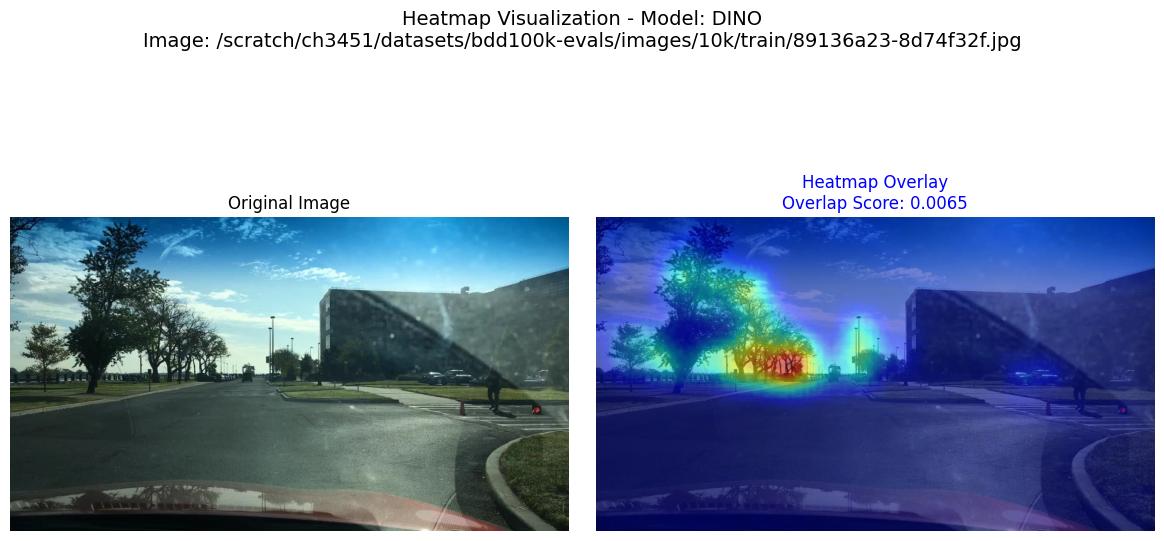 Heatmap Visualization - Model: DINO
Image: /scratch/ch3451/datasets/bdd100k-evals/images/10k/train/89136a23-8d74f32f.jpg
Original Image
Heatmap Overlay
Overlap Score: 0.0065